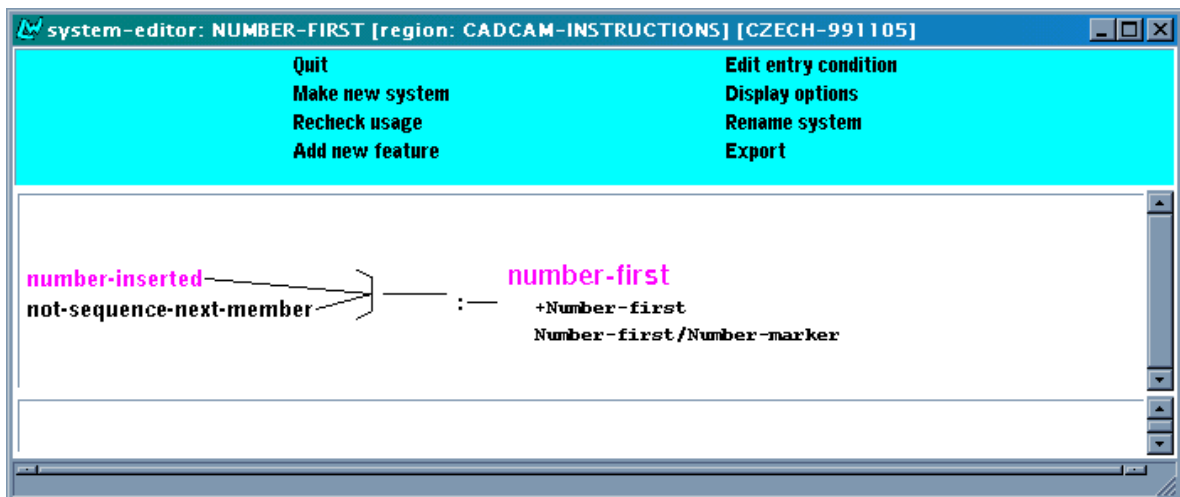 system-editor: NUMBER-FIRST [region: CADCAM-INSTRUCTIONS] [CZECH-991105]
Quit Edit entry condition
Make new system Display options
Recheck usage Rename system
Add new feature Export
number-inserted
not-sequence-next-member
: number-first
+Number-first
Number-first/Number-marker